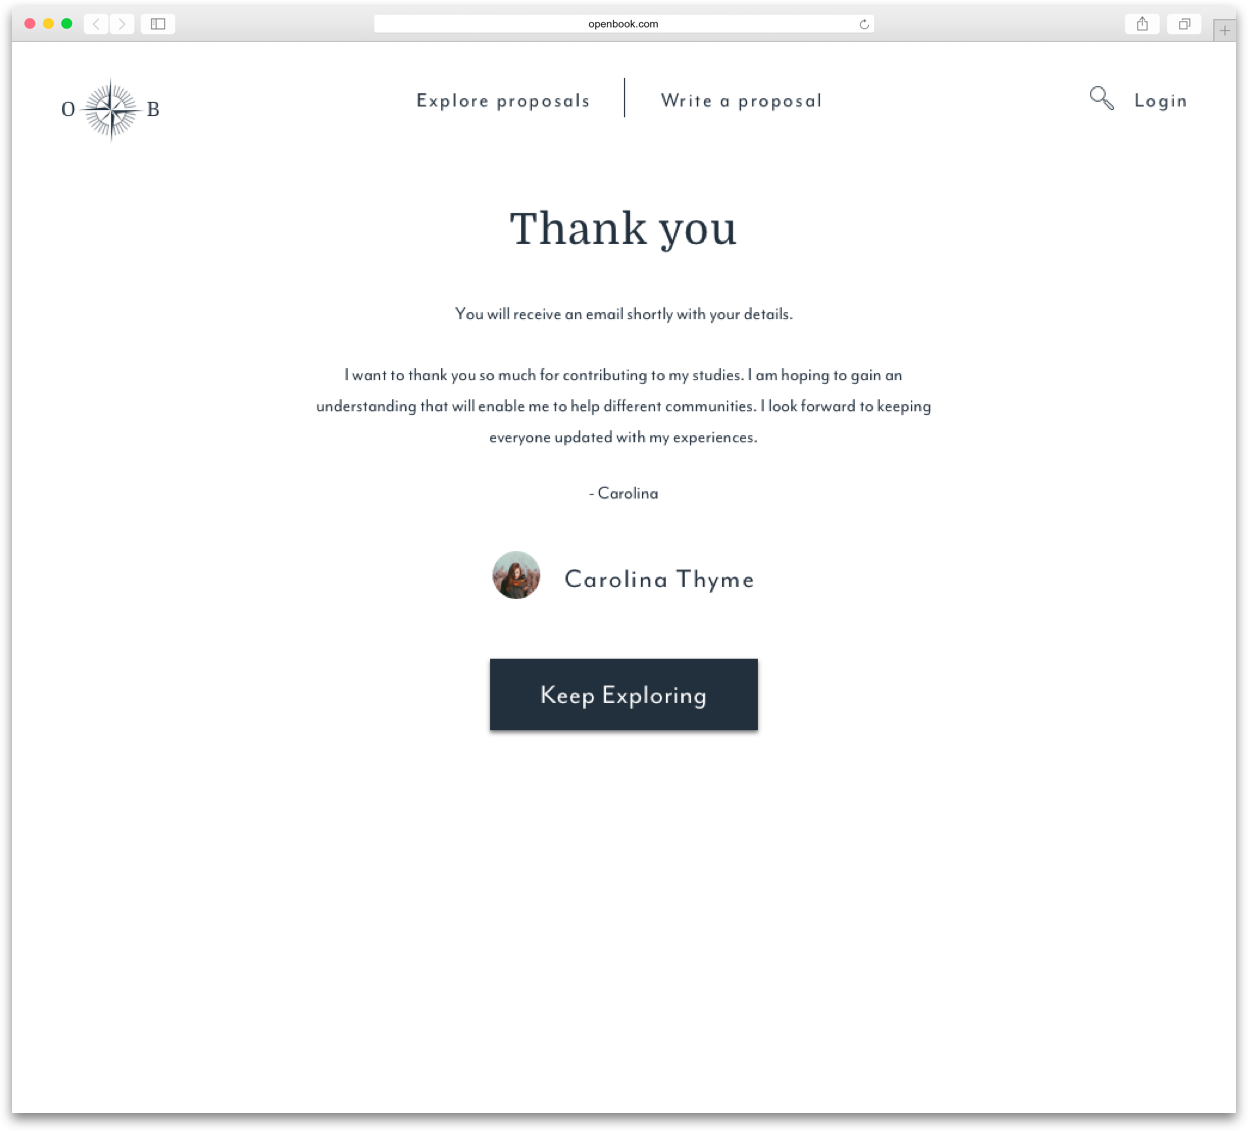 openbook.com
O B
Explore proposals
Write a proposal
Login
Thank you
You will receive an email shortly with your details.
I want to thank you so much for contributing to my studies. I am hoping to gain an
understanding that will enable me to help different communities. I look forward to keeping
everyone updated with my experiences.
- Carolina
Carolina Thyme
Keep Exploring